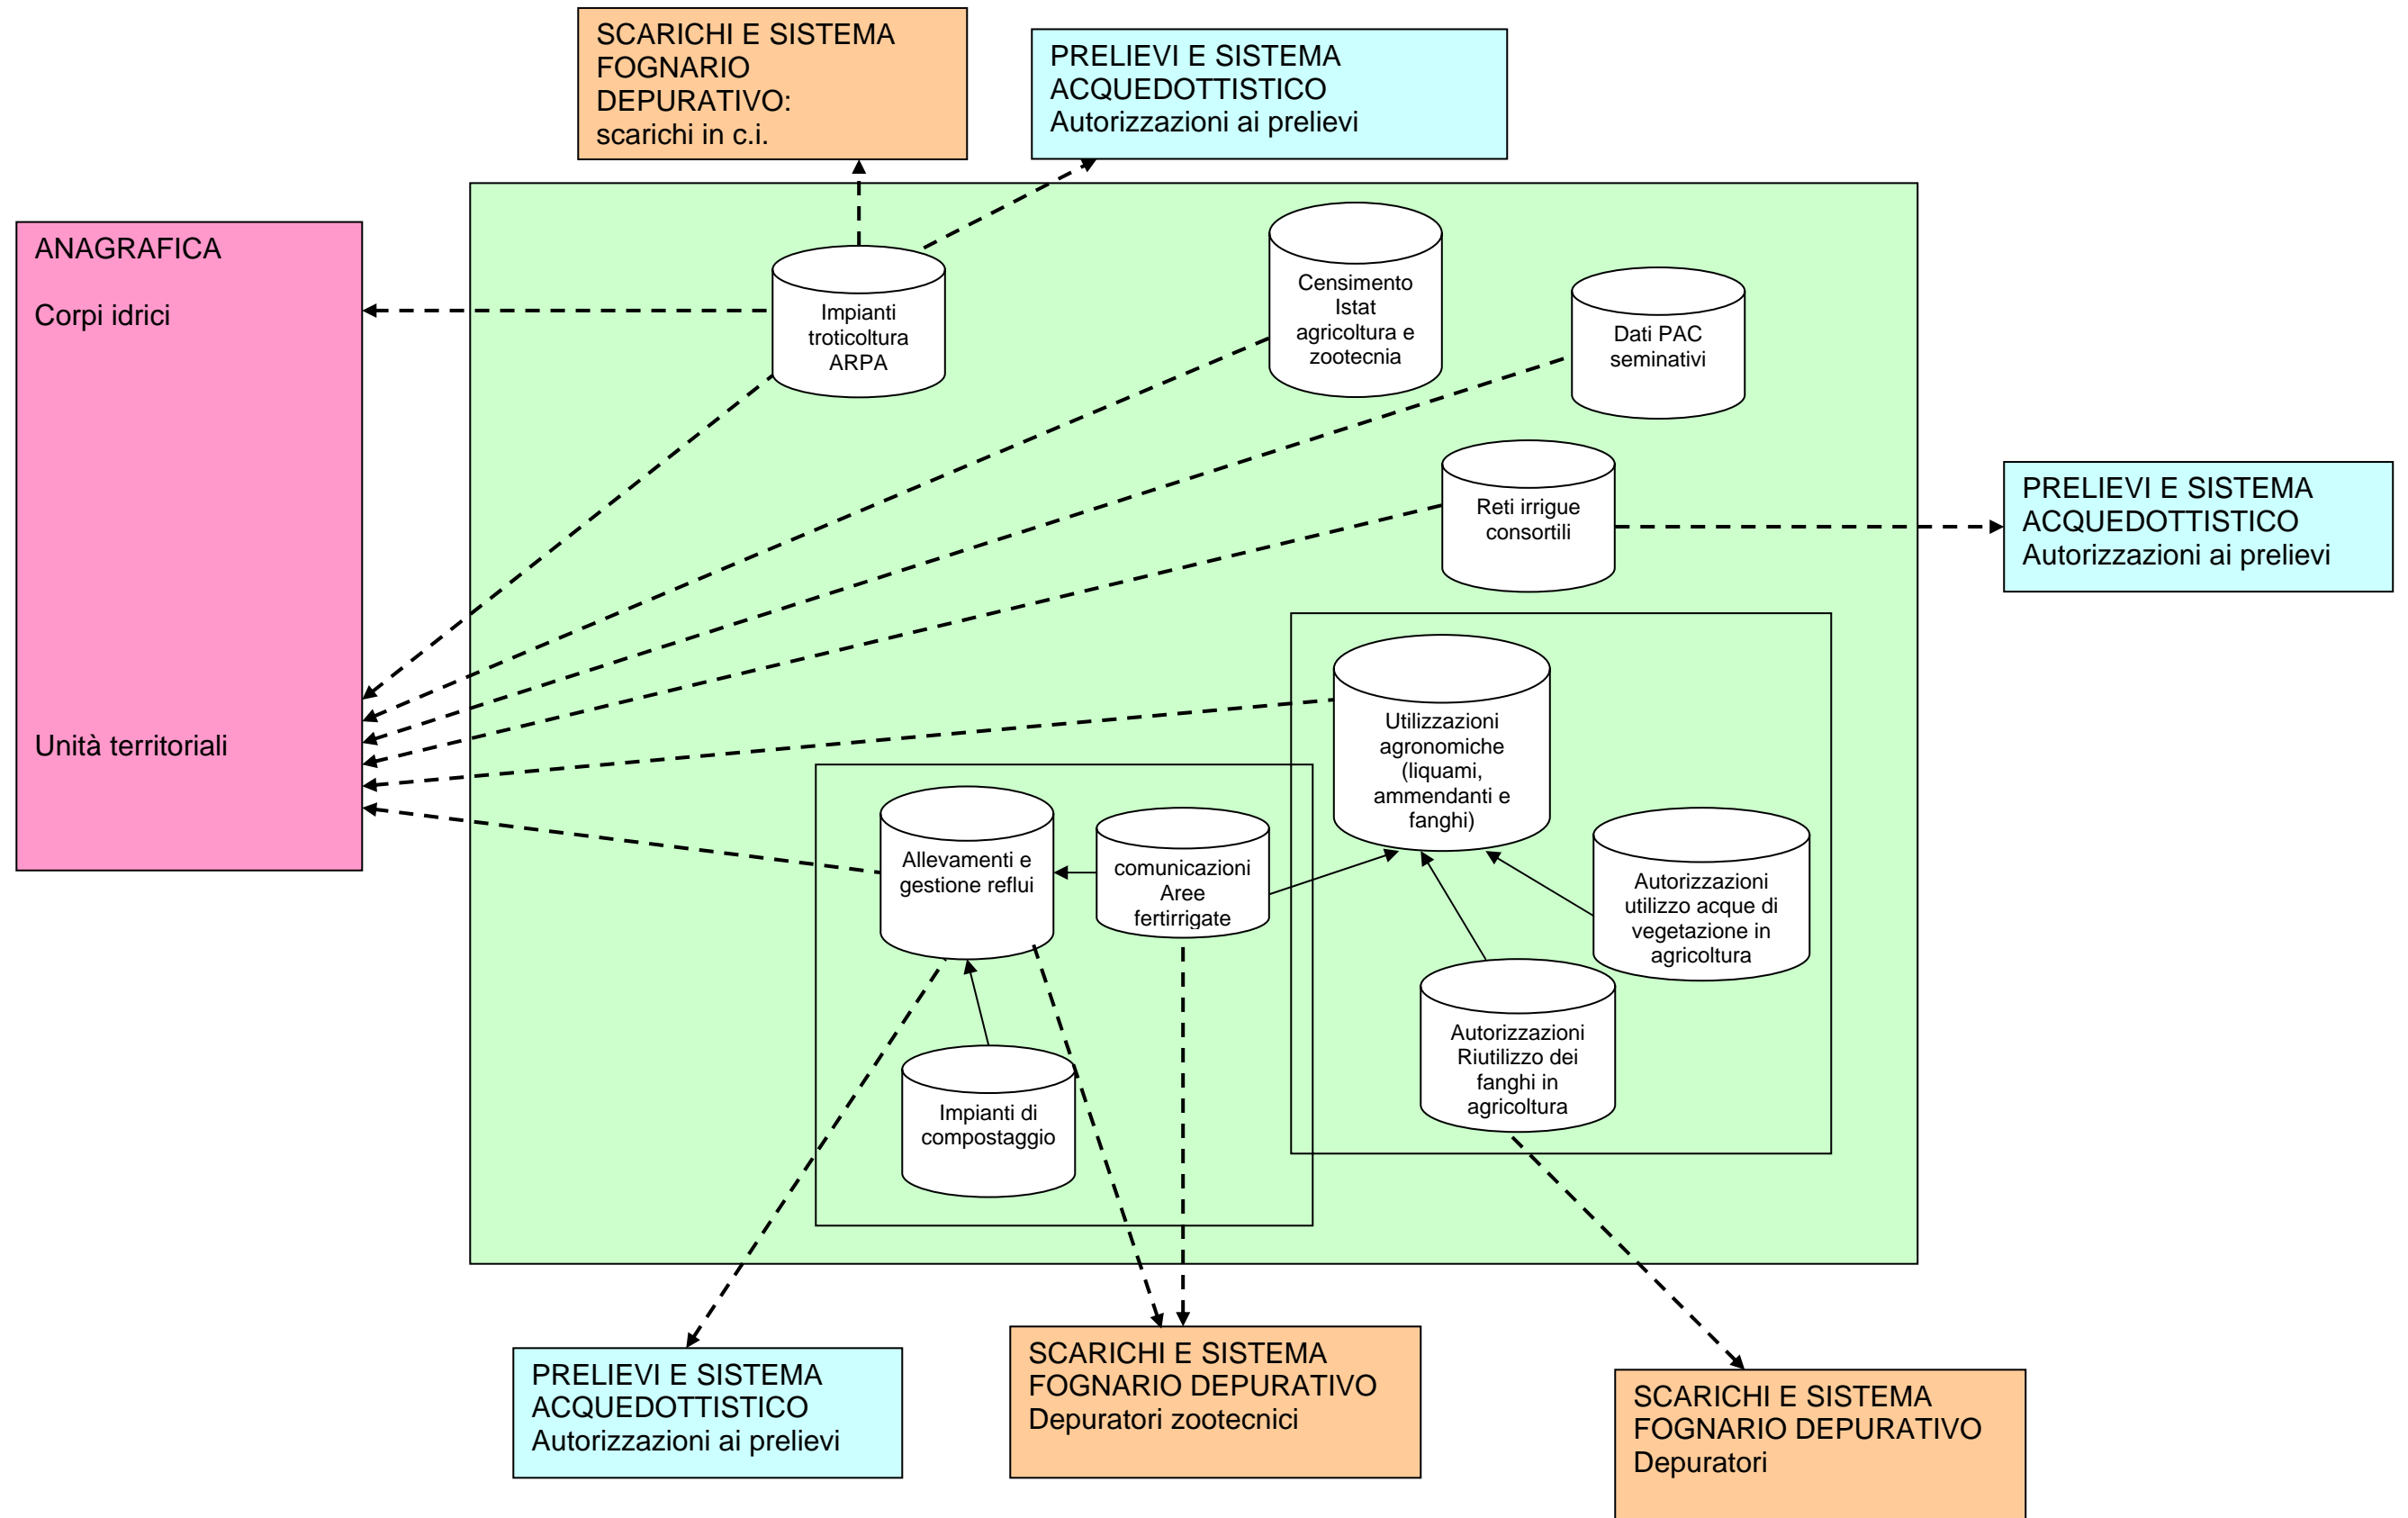 SCARICHI E SISTEMA
FOGNARIO
DEPURATIVO:
scarichi in c.i.
PRELIEVI E SISTEMA
ACQUEDOTTISTICO
Autorizzazioni ai prelievi
ANAGRAFICA
Corpi idrici
Unità territoriali
Impianti
troticoltura
ARPA
Censimento
Istat
agricoltura e
zootecnia
Dati PAC
seminativi
Reti irrigue
consortili
PRELIEVI E SISTEMA
ACQUEDOTTISTICO
Autorizzazioni ai prelievi
Utilizzazioni
agronomiche
(liquami,
ammendanti e
fanghi)
Allevamenti e
gestione reflui
comunicazioni
Aree
fertirrigate
Autorizzazioni
utilizzo acque di
vegetazione in
agricoltura
Autorizzazioni
Riutilizzo dei
fanghi in
agricoltura
Impianti di
compostaggio
PRELIEVI E SISTEMA
ACQUEDOTTISTICO
Autorizzazioni ai prelievi
SCARICHI E SISTEMA
FOGNARIO DEPURATIVO
Depuratori zootecnici
SCARICHI E SISTEMA
FOGNARIO DEPURATIVO
Depuratori